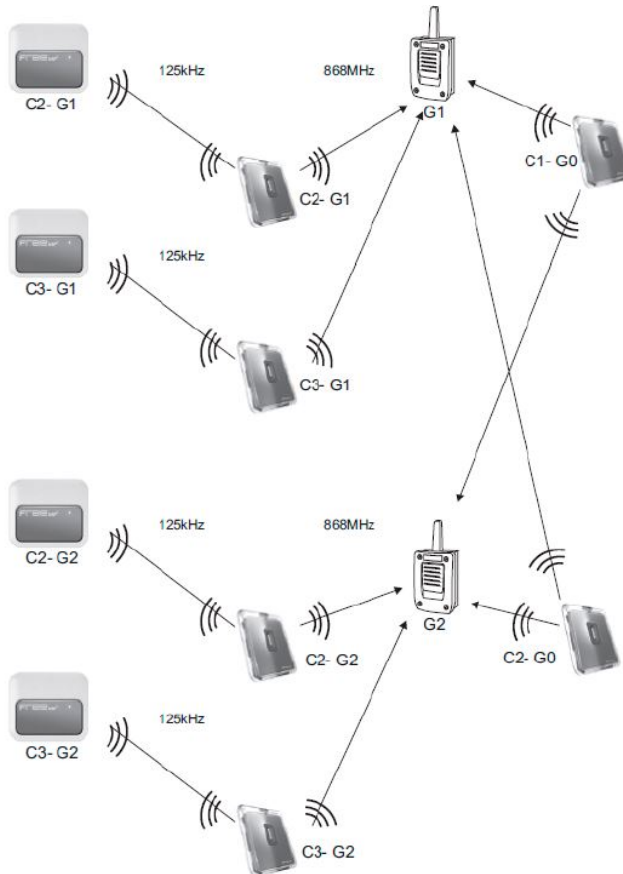 125kHz
868MHz
C2- G1
G1
C1- G0
C2- G1
125kHz
C3- G1
C3- G1
125kHz
868MHz
C2- G2
G2
C2- G2
C2- G0
125kHz
C3- G2
C3- G2